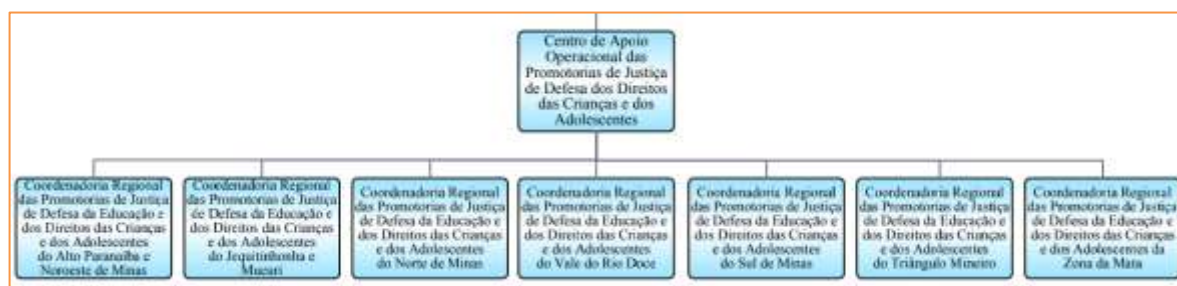 Centro de Apoio
Operacional das
Promotorias de Justiça
de Defesa dos Direitos
das Crianças e dos
Adolescentes
Coordenadoria Regional
das Promotorias de Justiça
de Defesa da Educação e
dos Direitos das Crianças
e dos Adolescentes
do Alto Paranaíba e
Noroeste de Minas
Coordenadoria Regional
das Promotorias de Justiça
de Defesa da Educação e
dos Direitos das Crianças
e dos Adolescentes
do Jequitinhonha e
Mucuri
Coordenadoria Regional
das Promotorias de Justiça
de Defesa da Educação e
dos Direitos das Crianças
e dos Adolescentes
do Norte de Minas
Coordenadoria Regional
das Promotorias de Justiça
de Defesa da Educação e
dos Direitos das Crianças
e dos Adolescentes
do Vale do Rio Doce
Coordenadoria Regional
das Promotorias de Justiça
de Defesa da Educação e
dos Direitos das Crianças
e dos Adolescentes
do Sul de Minas
Coordenadoria Regional
das Promotorias de Justiça
de Defesa da Educação e
dos Direitos das Crianças
e dos Adolescentes
do Triângulo Mineiro
Coordenadoria Regional
das Promotorias de Justiça
de Defesa da Educação e
dos Direitos das Crianças
e dos Adolescentes da
Zona da Mata